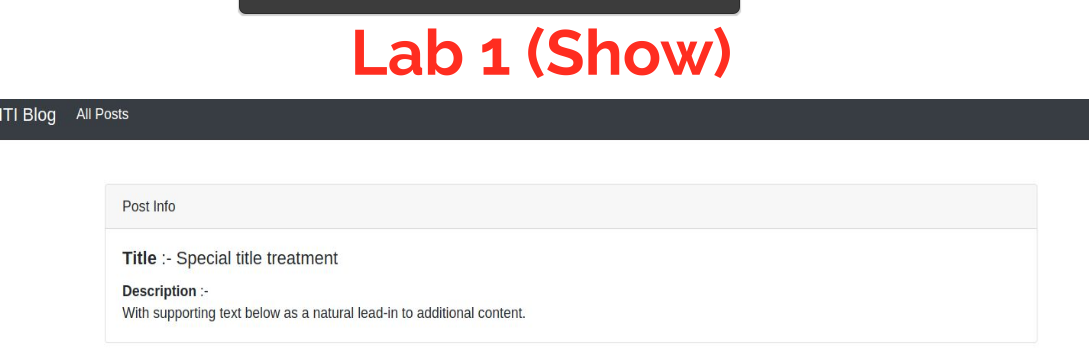 Lab 1 (Show)
ITI Blog All Posts
Post Info
Title :- Special title treatment
Description :-
With supporting text below as a natural lead-in to additional content.